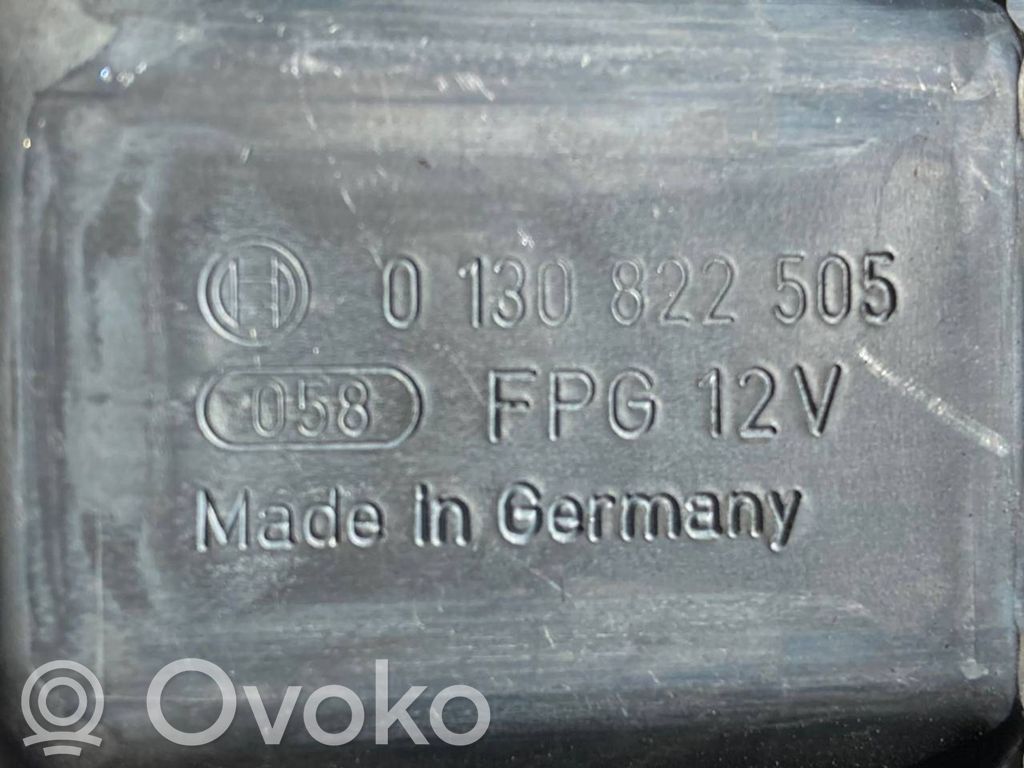 0 130 822 505
058 FPG 12V
Made in Germany
Ovoko